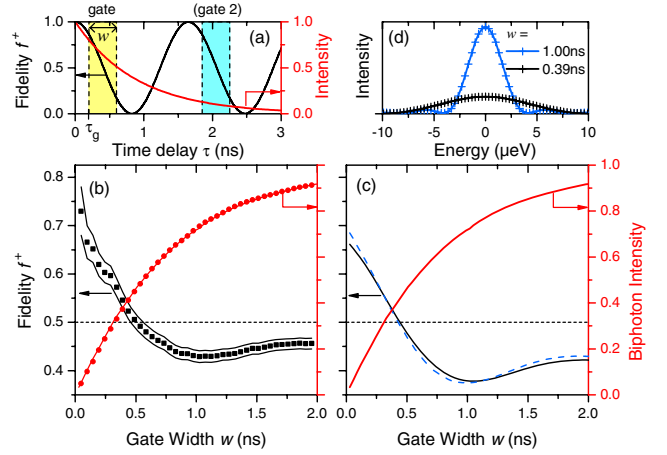 gate
(gate 2)
w
(a)
Fidelity f⁺
1.0
0.5
0.0
0
1
2
3
τg
Time delay τ (ns)
1.0
0.5
0.0
Intensity
(d)
w =
1.00ns
0.39ns
Intensity
-10
-5
0
5
10
Energy (µeV)
(b)
Fidelity f⁺
0.8
0.7
0.6
0.5
0.4
0.0
0.5
1.0
1.5
2.0
Gate Width w (ns)
(c)
0.0
0.5
1.0
1.5
2.0
Gate Width w (ns)
1.0
0.8
0.6
0.4
0.2
0.0
Biphoton Intensity